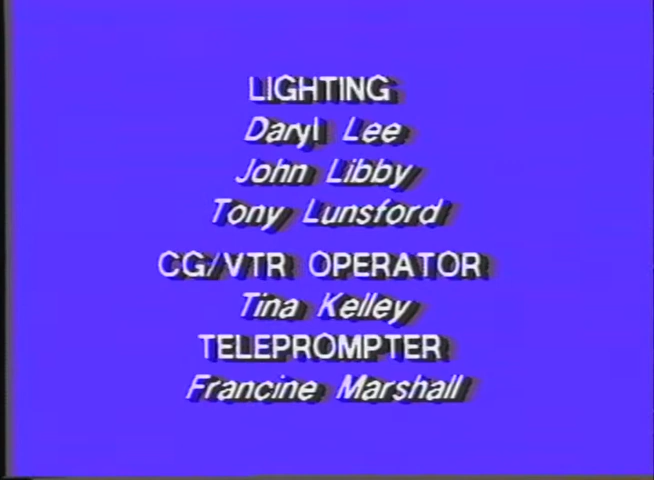 LIGHTING
Daryl Lee
John Libby
Tony Lunsford
CG/VTR OPERATOR
Tina Kelley
TELEPROMPTER
Francine Marshall